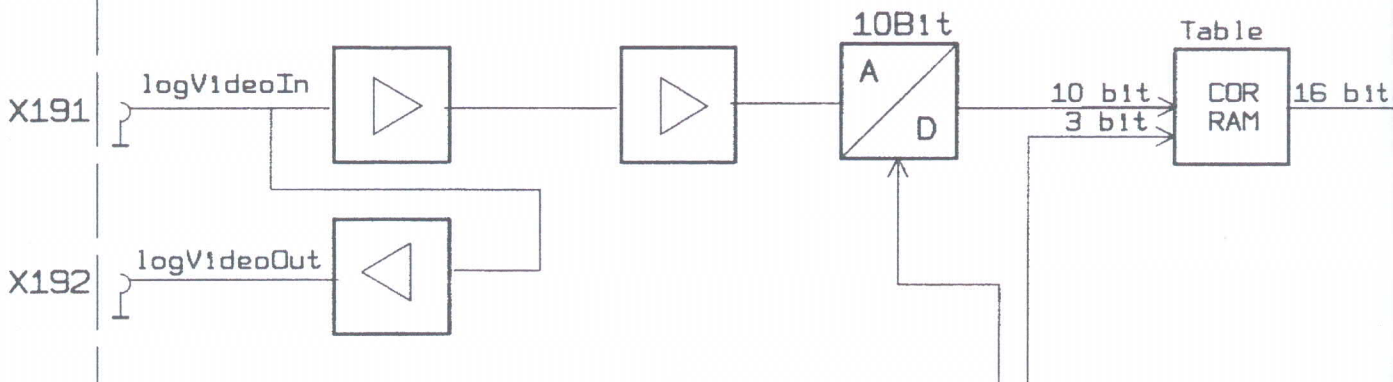 10Bit
Table
logVideoIn
X191
A
D
10 bit
3 bit
COR
RAM
16 bit
logVideoOut
X192